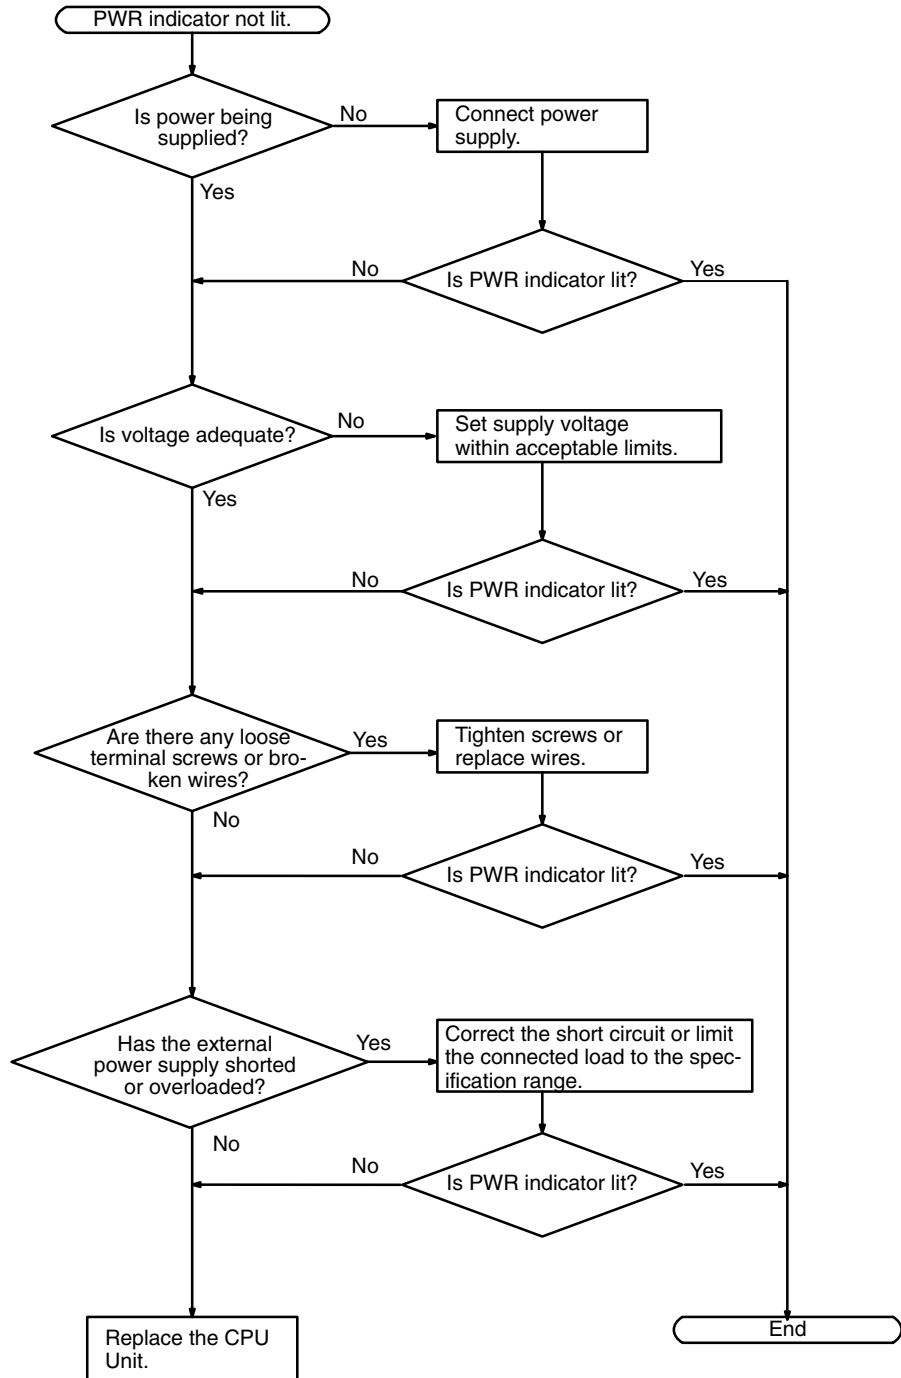 PWR indicator not lit.
Is power being
supplied?
No
Connect power
supply.
Yes
No
Is PWR indicator lit?
Yes
Is voltage adequate?
No
Set supply voltage
within acceptable limits.
Yes
No
Is PWR indicator lit?
Yes
Are there any loose
terminal screws or bro-
ken wires?
Yes
Tighten screws or
replace wires.
No
No
Is PWR indicator lit?
Yes
Has the external
power supply shorted
or overloaded?
Yes
Correct the short circuit or limit
the connected load to the spec-
ification range.
No
No
Is PWR indicator lit?
Yes
Replace the CPU
Unit.
End